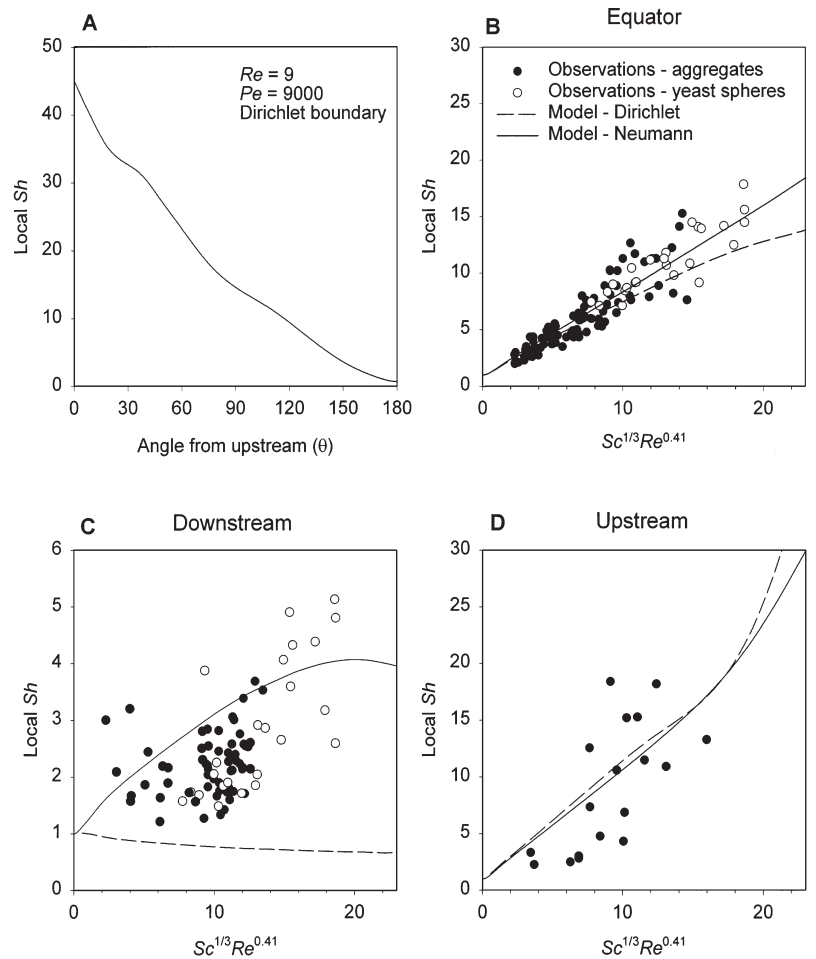 A
50
40
30
20
10
0
Local Sh
Re = 9
Pe = 9000
Dirichlet boundary
0 30 60 90 120 150 180
Angle from upstream (θ)
B
Equator
30
25
20
15
10
5
0
Local Sh
Observations - aggregates
Observations - yeast spheres
Model - Dirichlet
Model - Neumann
0 10 20
Sc1/3Re0.41
C
Downstream
6
5
4
3
2
1
0
Local Sh
0 10 20
Sc1/3Re0.41
D
Upstream
30
25
20
15
10
5
0
Local Sh
0 10 20
Sc1/3Re0.41